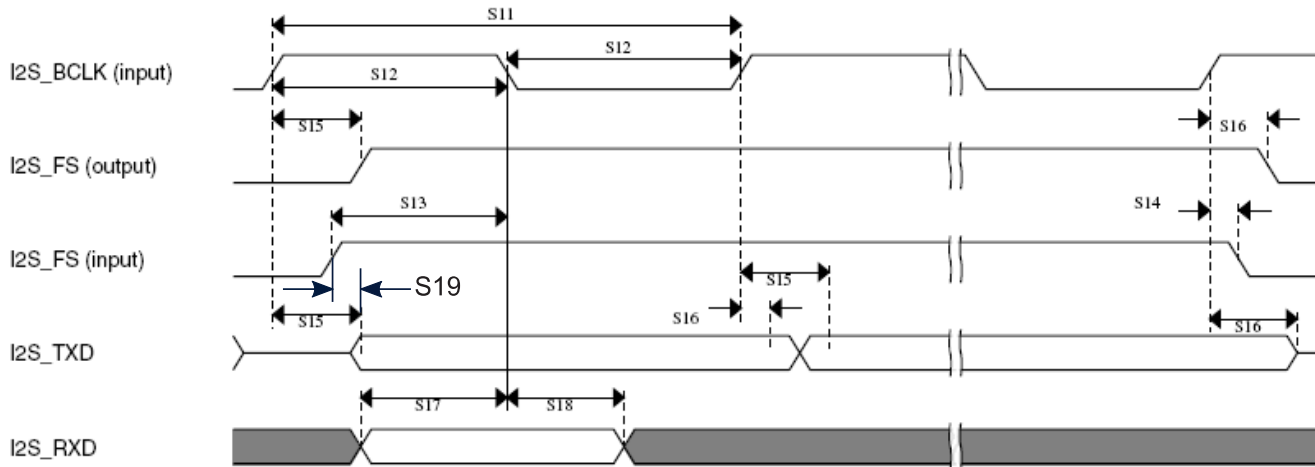 S11
I2S_BCLK (input)
S12
S12
S15
S16
I2S_FS (output)
S13
S14
I2S_FS (input)
S19
S15
S15
S16
S16
I2S_TXD
S17
S18
I2S_RXD